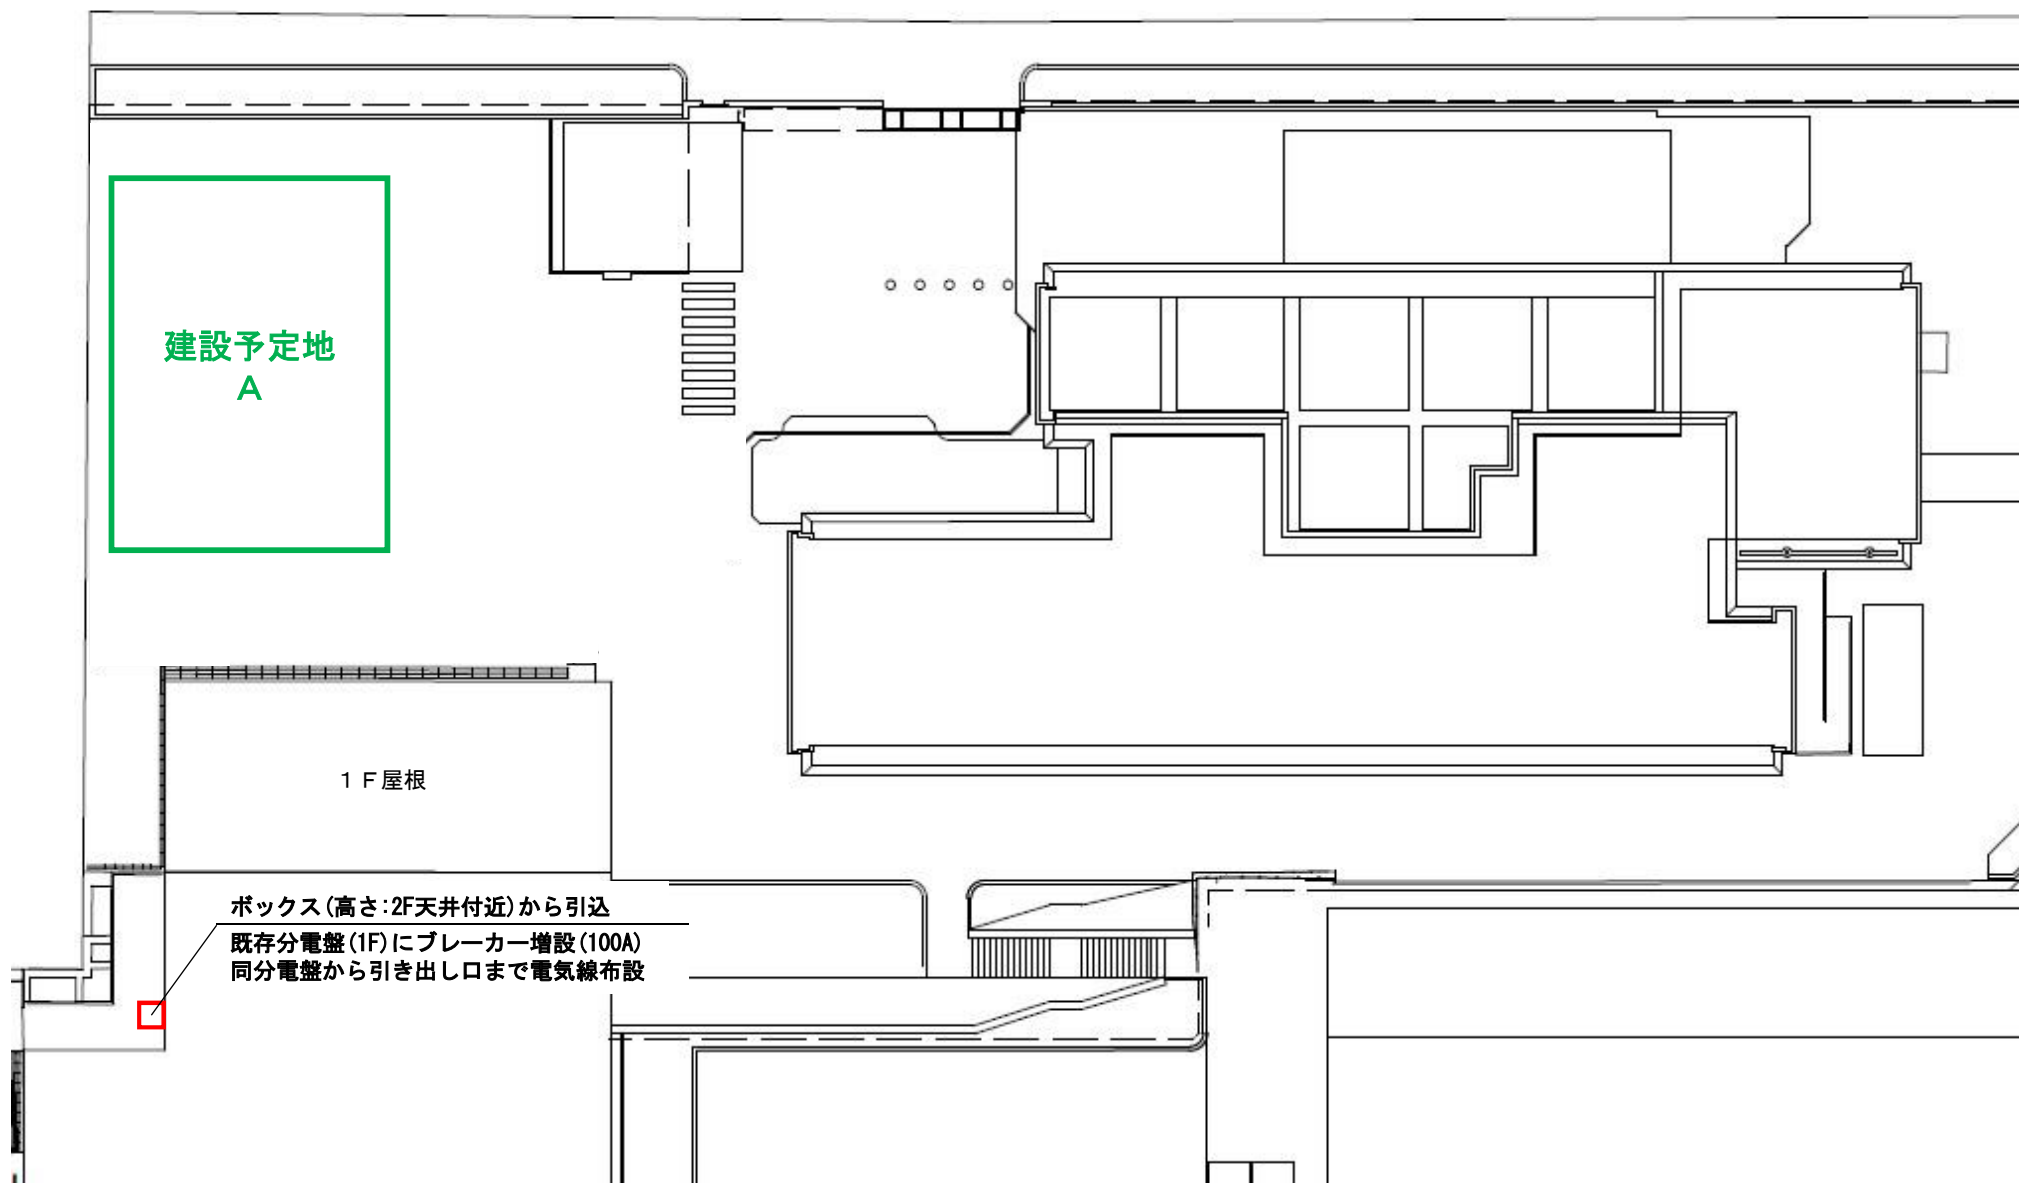 建設予定地
A
1F屋根
ボックス(高さ:2F天井付近)から引込
既存分電盤(1F)にブレーカー増設(100A)
同分電盤から引き出し口まで電気線布設